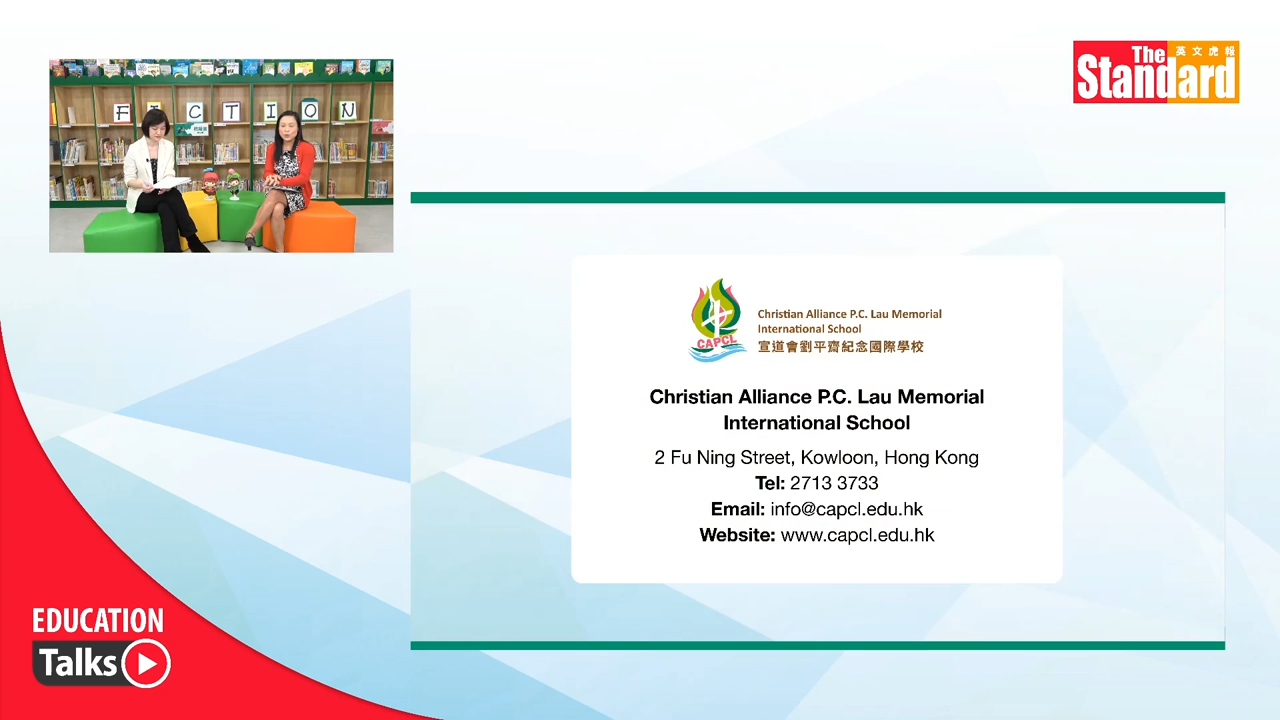 The
Standard
英文虎報
FICTION
CAPCL
Christian Alliance P.C. Lau Memorial
International School
宣道會劉平齋紀念國際學校
Christian Alliance P.C. Lau Memorial
International School
2 Fu Ning Street, Kowloon, Hong Kong
Tel: 2713 3733
Email: info@capcl.edu.hk
Website: www.capcl.edu.hk
EDUCATION
Talks